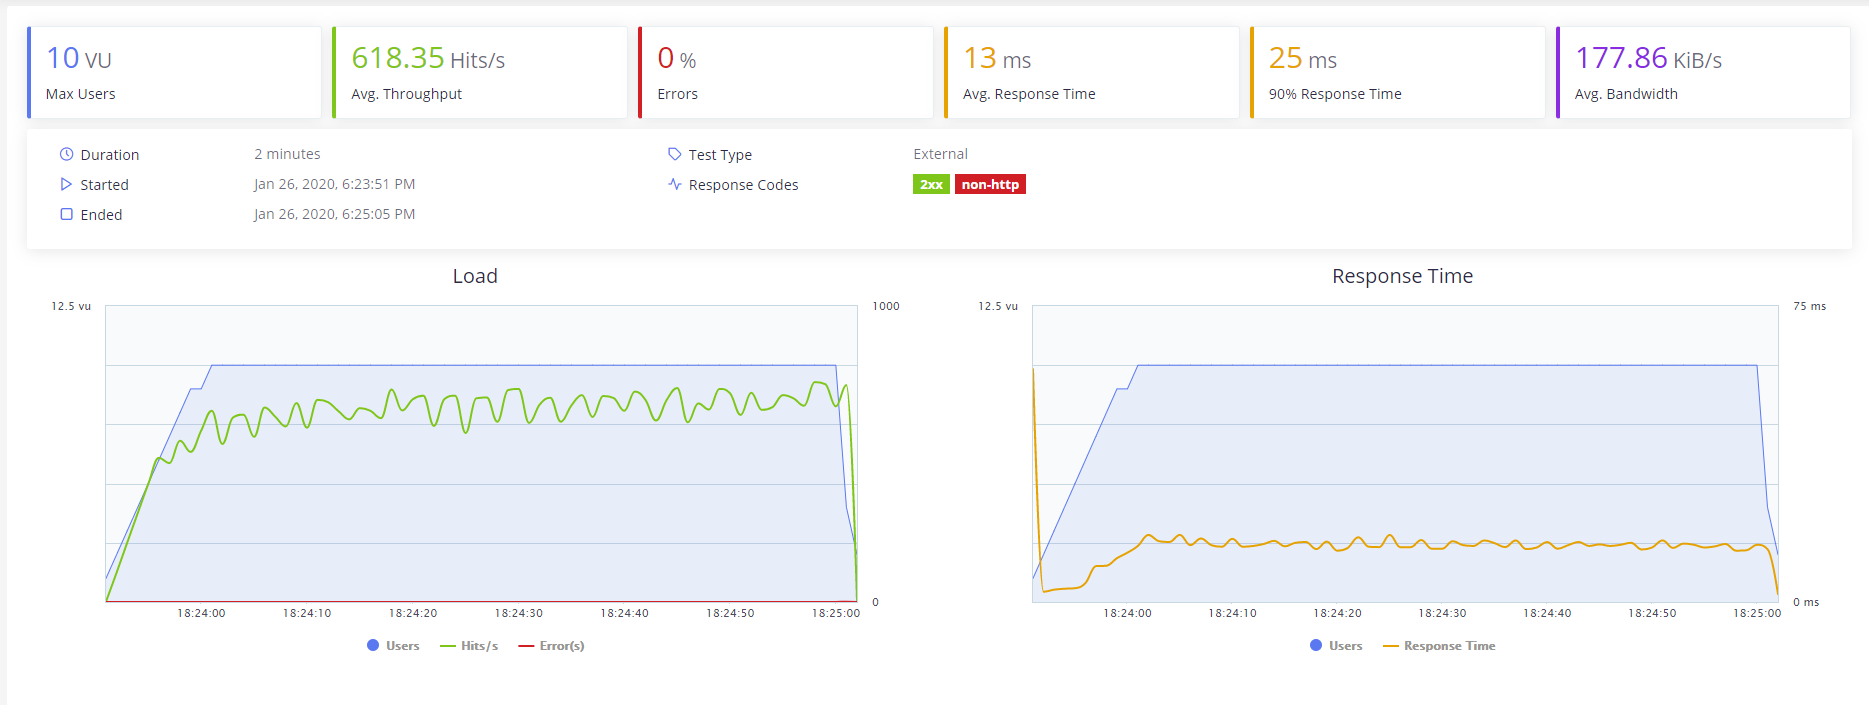 10 VU
Max Users
618.35 Hits/s
Avg. Throughput
0 %
Errors
13 ms
Avg. Response Time
25 ms
90% Response Time
177.86 KiB/s
Avg. Bandwidth
Duration 2 minutes
Started Jan 26, 2020, 6:23:51 PM
Ended Jan 26, 2020, 6:25:05 PM
Test Type External
Response Codes 2xx non-http
Load
12.5 vu 1000
0
18:24:00 18:24:10 18:24:20 18:24:30 18:24:40 18:24:50 18:25:00
Users Hits/s Error(s)
Response Time
12.5 vu 75 ms
0 ms
18:24:00 18:24:10 18:24:20 18:24:30 18:24:40 18:24:50 18:25:00
Users Response Time